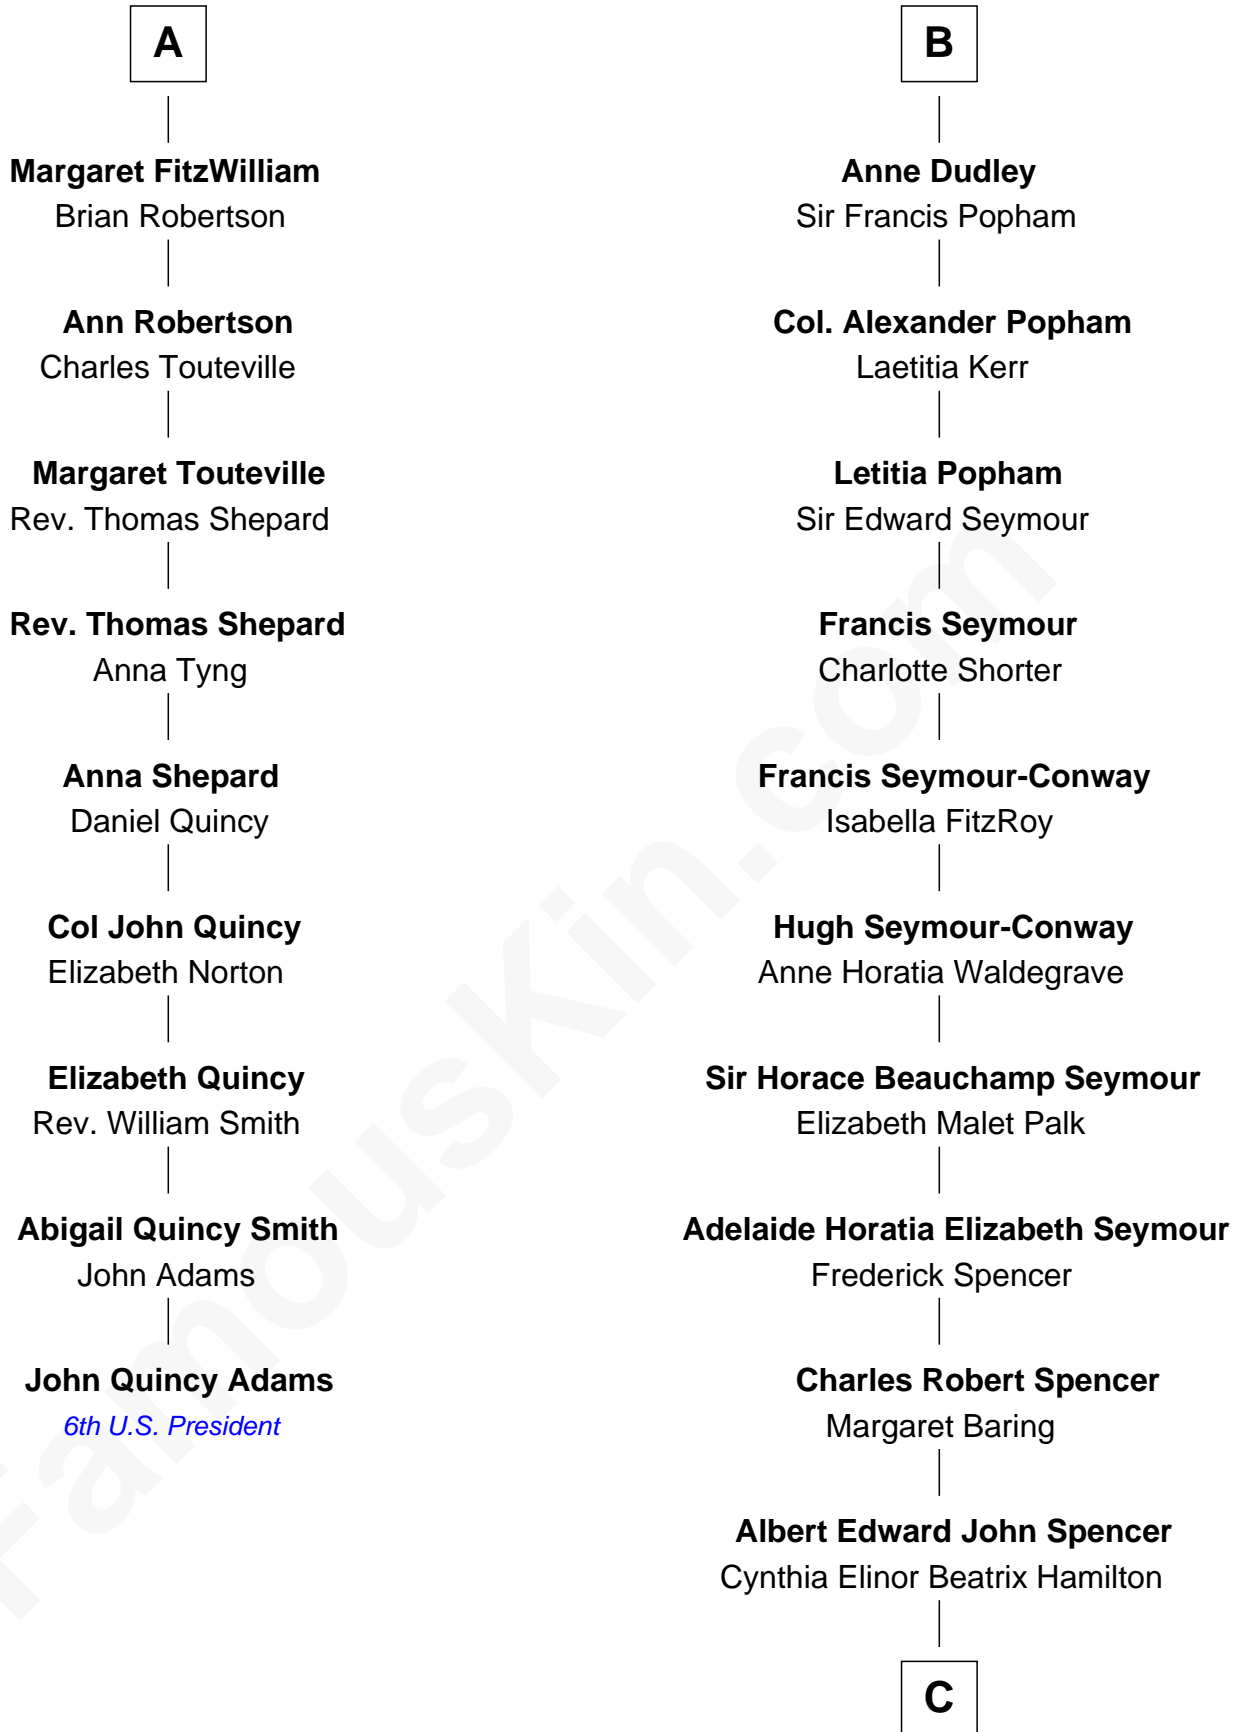 A
Margaret FitzWilliam
Brian Robertson
Ann Robertson
Charles Touteville
Margaret Touteville
Rev. Thomas Shepard
Rev. Thomas Shepard
Anna Tyng
Anna Shepard
Daniel Quincy
Col John Quincy
Elizabeth Norton
Elizabeth Quincy
Rev. William Smith
Abigail Quincy Smith
John Adams
John Quincy Adams
6th U.S. President
B
Anne Dudley
Sir Francis Popham
Col. Alexander Popham
Laetitia Kerr
Letitia Popham
Sir Edward Seymour
Francis Seymour
Charlotte Shorter
Francis Seymour-Conway
Isabella FitzRoy
Hugh Seymour-Conway
Anne Horatia Waldegrave
Sir Horace Beauchamp Seymour
Elizabeth Malet Palk
Adelaide Horatia Elizabeth Seymour
Frederick Spencer
Charles Robert Spencer
Margaret Baring
Albert Edward John Spencer
Cynthia Elinor Beatrix Hamilton
C
FamousKin.com